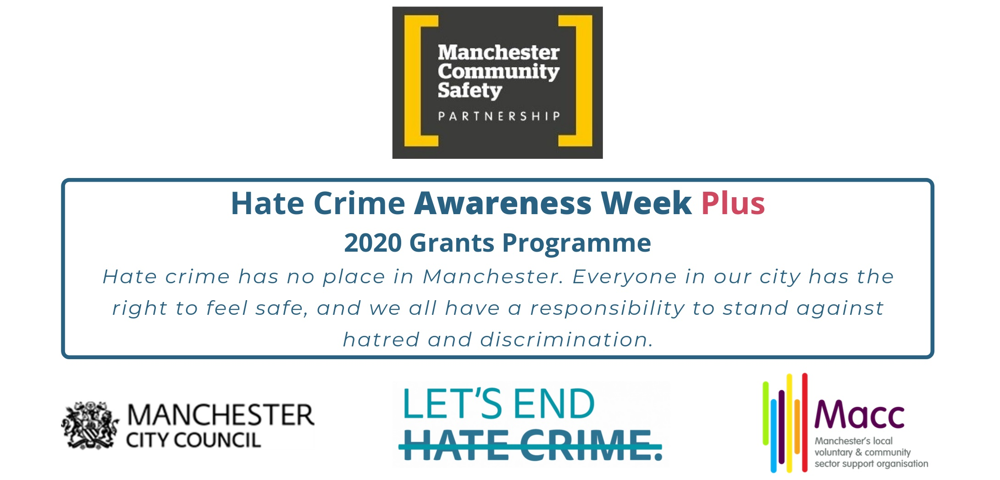 Manchester
Community
Safety
PARTNERSHIP
Hate Crime Awareness Week Plus
2020 Grants Programme
Hate crime has no place in Manchester. Everyone in our city has the
right to feel safe, and we all have a responsibility to stand against
hatred and discrimination.
MANCHESTER
CITY COUNCIL
LET'S END
HATE CRIME.
Macc
Manchester's local
voluntary & community
sector support organisation